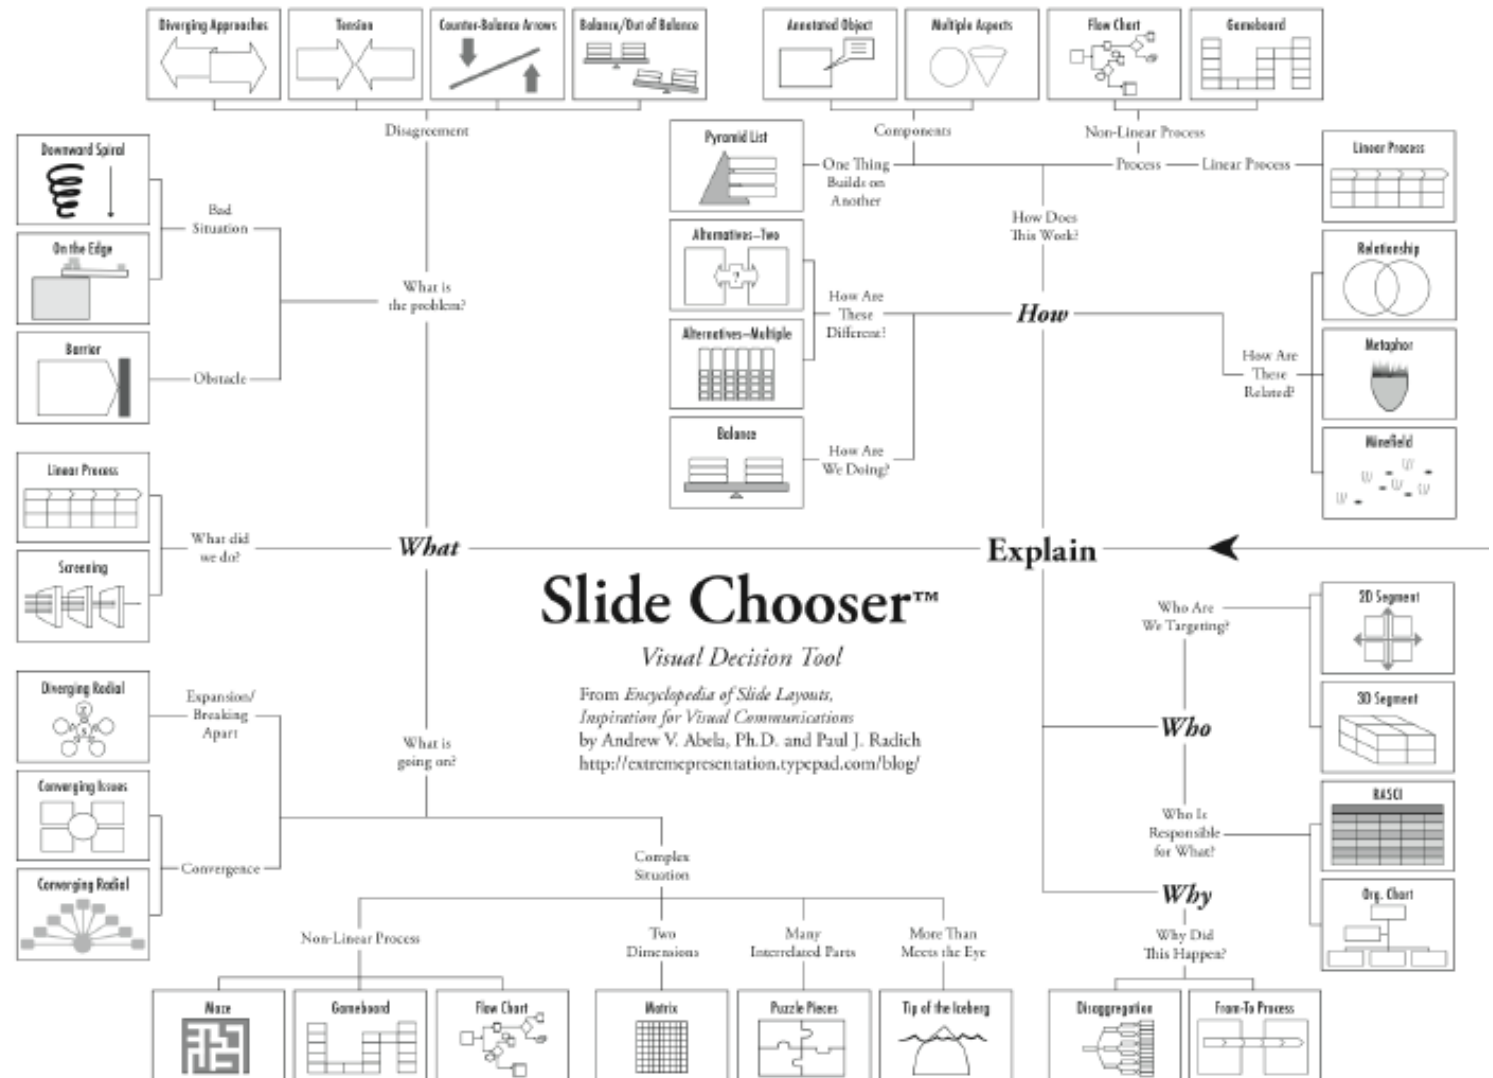 Diverging Approaches
Tension
Counter-Balance Arrows
Balance/Out of Balance
Annotated Object
Multiple Aspects
Flow Chart
Gameboard
Disagreement
Components
Non-Linear Process
Downward Spiral
Pyramid List
Linear Process
One Thing
Builds on
Another
Process
Linear Process
Bad
Situation
How Does
This Work?
On the Edge
Alternatives–Two
?
Relationship
What is
the problem?
How Are
These
Different?
How
Barrier
Alternatives–Multiple
Metaphor
Obstacle
How Are
These
Related?
Balance
How Are
We Doing?
Minefield
Linear Process
What did
we do?
What
Explain
Screening
Slide Chooser™
Visual Decision Tool
From Encyclopedia of Slide Layouts,
Inspiration for Visual Communications
by Andrew V. Abela, Ph.D. and Paul J. Radich
http://extremepresentation.typepad.com/blog/
Who Are
We Targeting?
2D Segment
Diverging Radial
Expansion/
Breaking
Apart
3D Segment
Who
What is
going on?
Converging Issues
RASCI
Who Is
Responsible
for What?
Convergence
Complex
Situation
Converging Radial
Why
Org. Chart
Non-Linear Process
Two
Dimensions
Many
Interrelated Parts
More Than
Meets the Eye
Why Did
This Happen?
Maze
Gameboard
Flow Chart
Matrix
Puzzle Pieces
Tip of the Iceberg
Disaggregation
From-To Process